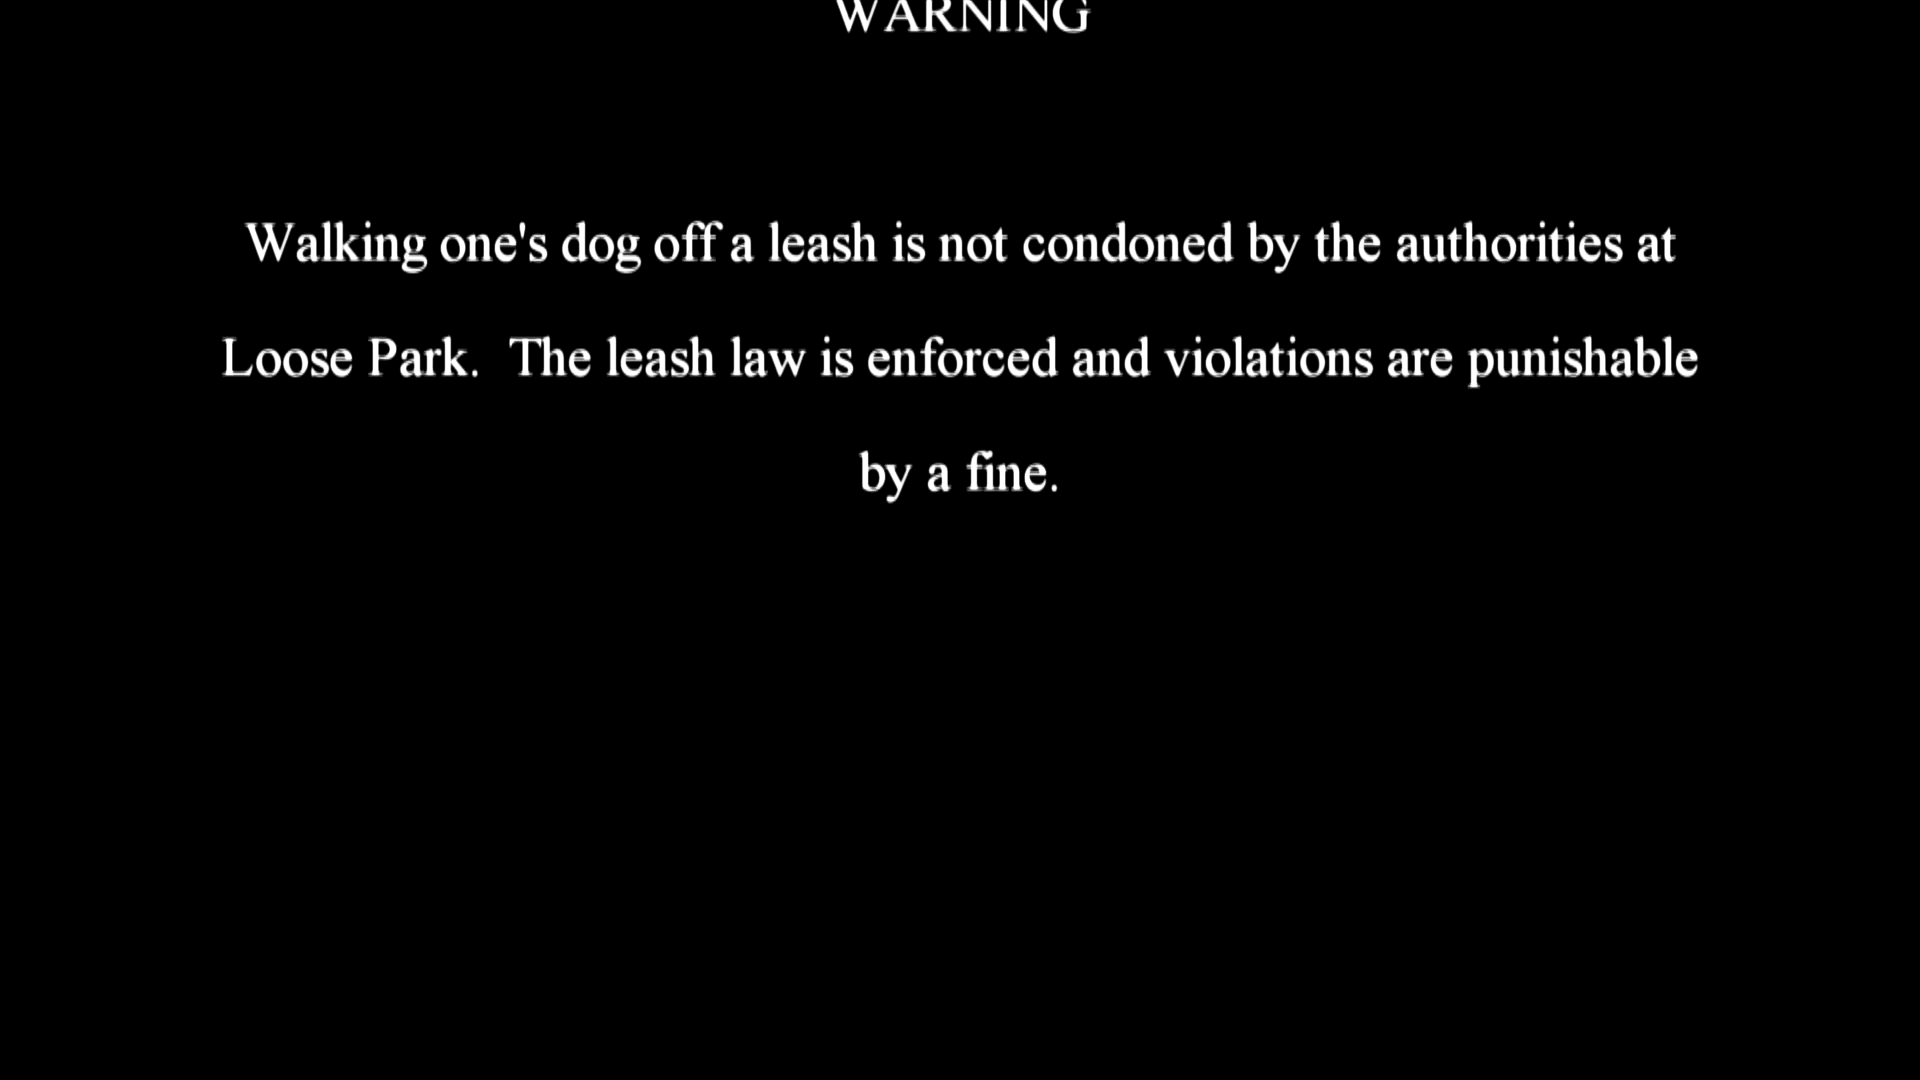 WARNING
Walking one's dog off a leash is not condoned by the authorities at
Loose Park.  The leash law is enforced and violations are punishable
by a fine.